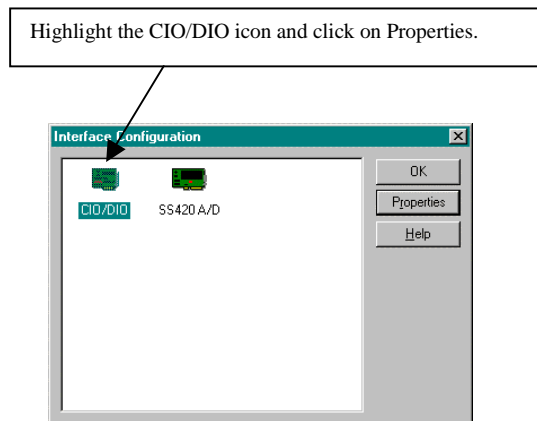 Highlight the CIO/DIO icon and click on Properties.
Interface Configuration
CIO/DIO
SS420 A/D
OK
Properties
Help